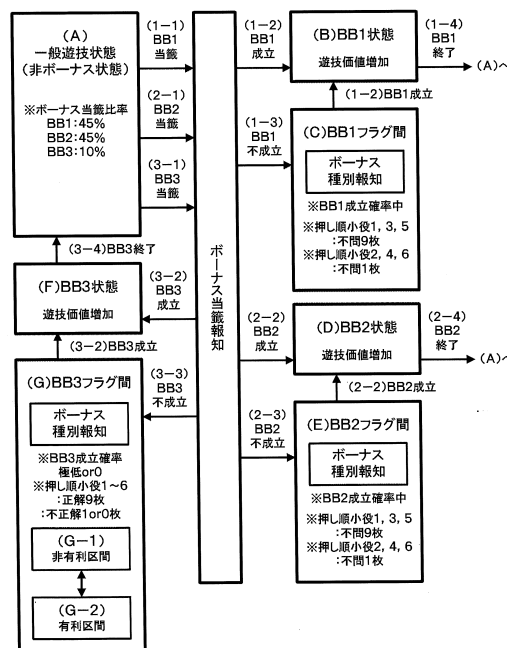 (A)
一般遊技状態
(非ボーナス状態)
※ボーナス当籤比率
BB1:45%
BB2:45%
BB3:10%
(1-1)
BB1
当籤
(2-1)
BB2
当籤
(3-1)
BB3
当籤
(3-4)BB3終了
(F)BB3状態
遊技価値増加
(3-2)
BB3
成立
(3-2)BB3成立
(G)BB3フラグ間
ボーナス
種別報知
※BB3成立確率
極低or0
※押し順小役1~6
:正解9枚
:不正解1or0枚
(G-1)
非有利区間
(G-2)
有利区間
(3-3)
BB3
不成立
ボーナス当籤報知
(1-2)
BB1
成立
(B)BB1状態
遊技価値増加
(1-4)
BB1
終了
(A)へ
(1-2)BB1成立
(1-3)
BB1
不成立
(C)BB1フラグ間
ボーナス
種別報知
※BB1成立確率中
※押し順小役1, 3, 5
:不問9枚
※押し順小役2, 4, 6
:不問1枚
(2-2)
BB2
成立
(D)BB2状態
遊技価値増加
(2-4)
BB2
終了
(A)へ
(2-2)BB2成立
(2-3)
BB2
不成立
(E)BB2フラグ間
ボーナス
種別報知
※BB2成立確率中
※押し順小役1, 3, 5
:不問9枚
※押し順小役2, 4, 6
:不問1枚